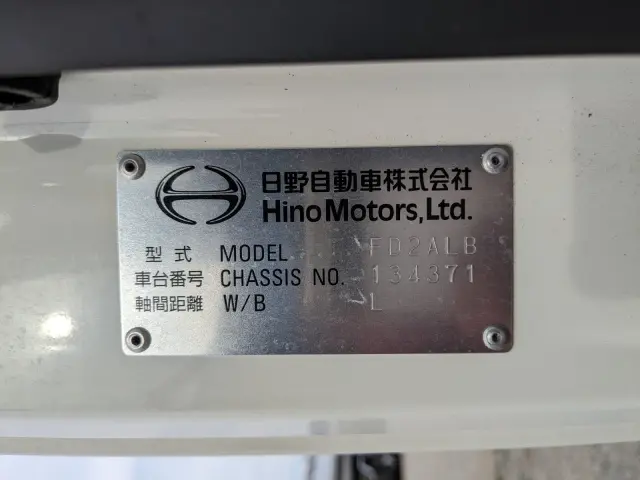 日野自動車株式会社
Hino Motors, Ltd.
型式 MODEL FD2ALB
車台番号 CHASSIS NO. 134371
軸間距離 W/B L